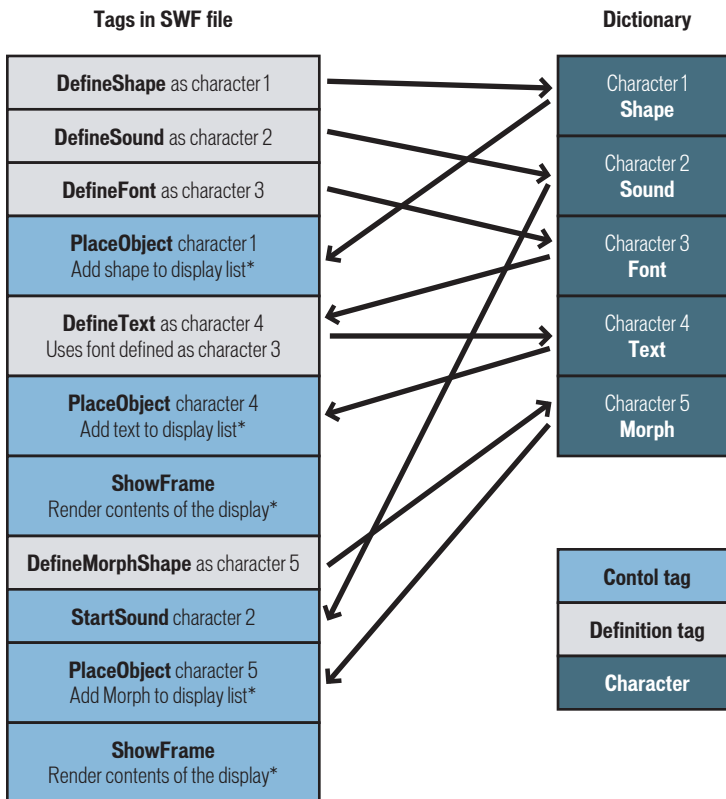 Tags in SWF file
DefineShape as character 1
DefineSound as character 2
DefineFont as character 3
PlaceObject character 1
Add shape to display list*
DefineText as character 4
Uses font defined as character 3
PlaceObject character 4
Add text to display list*
ShowFrame
Render contents of the display*
DefineMorphShape as character 5
StartSound character 2
PlaceObject character 5
Add Morph to display list*
ShowFrame
Render contents of the display*
Dictionary
Character 1
Shape
Character 2
Sound
Character 3
Font
Character 4
Text
Character 5
Morph
Contol tag
Definition tag
Character